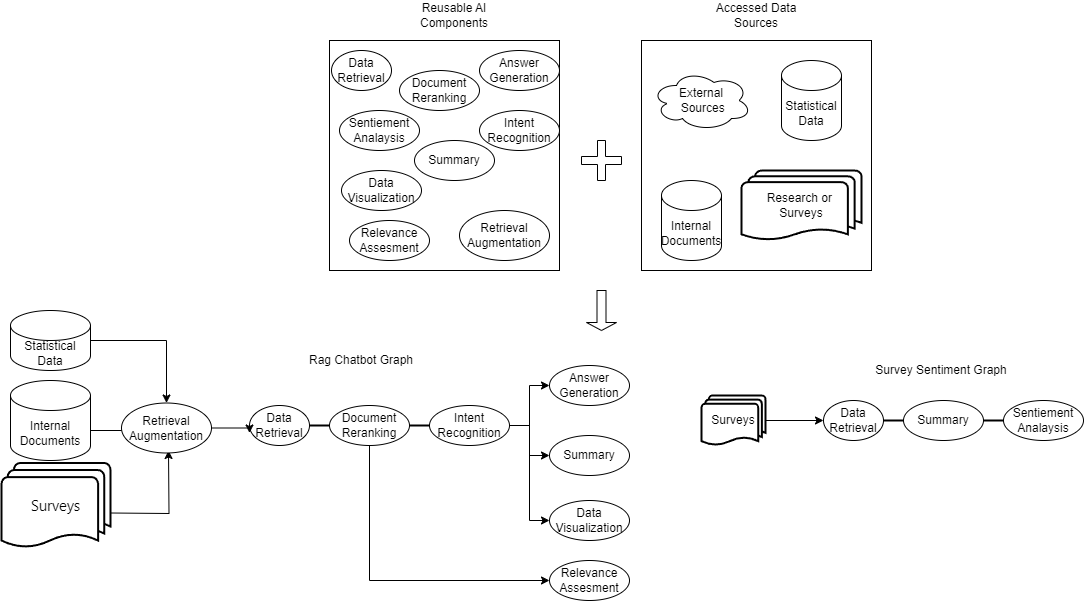 Reusable AI
Components
Accessed Data
Sources
Data
Retrieval
Document
Reranking
Answer
Generation
Sentiement
Analaysis
Intent
Recognition
Summary
Data
Visualization
Relevance
Assesment
Retrieval
Augmentation
External
Sources
Statistical
Data
Internal
Documents
Research or
Surveys
Statistical
Data
Internal
Documents
Surveys
Retrieval
Augmentation
Rag Chatbot Graph
Data
Retrieval
Document
Reranking
Intent
Recognition
Answer
Generation
Summary
Data
Visualization
Relevance
Assesment
Survey Sentiment Graph
Surveys
Data
Retrieval
Summary
Sentiement
Analaysis